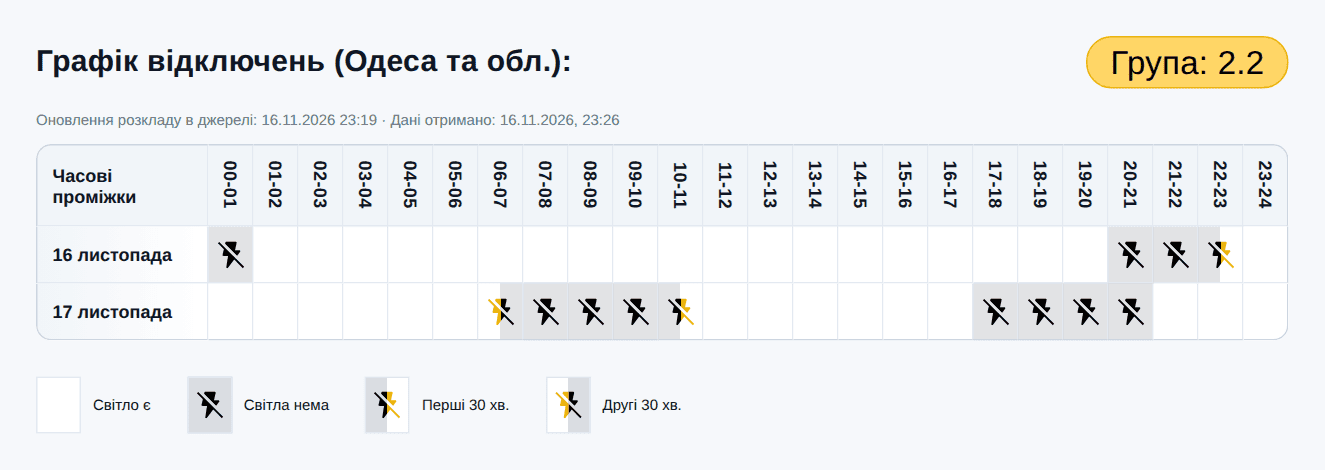 Графік відключень (Одеса та обл.):
Група: 2.2
Оновлення розкладу в джерелі: 16.11.2026 23:19 · Дані отримано: 16.11.2026, 23:26
Часові
проміжки
00-01 01-02 02-03 03-04 04-05 05-06 06-07 07-08 08-09 09-10 10-11 11-12 12-13 13-14 14-15 15-16 16-17 17-18 18-19 19-20 20-21 21-22 22-23 23-24
16 листопада
17 листопада
Світло є
Світла нема
Перші 30 хв.
Другі 30 хв.